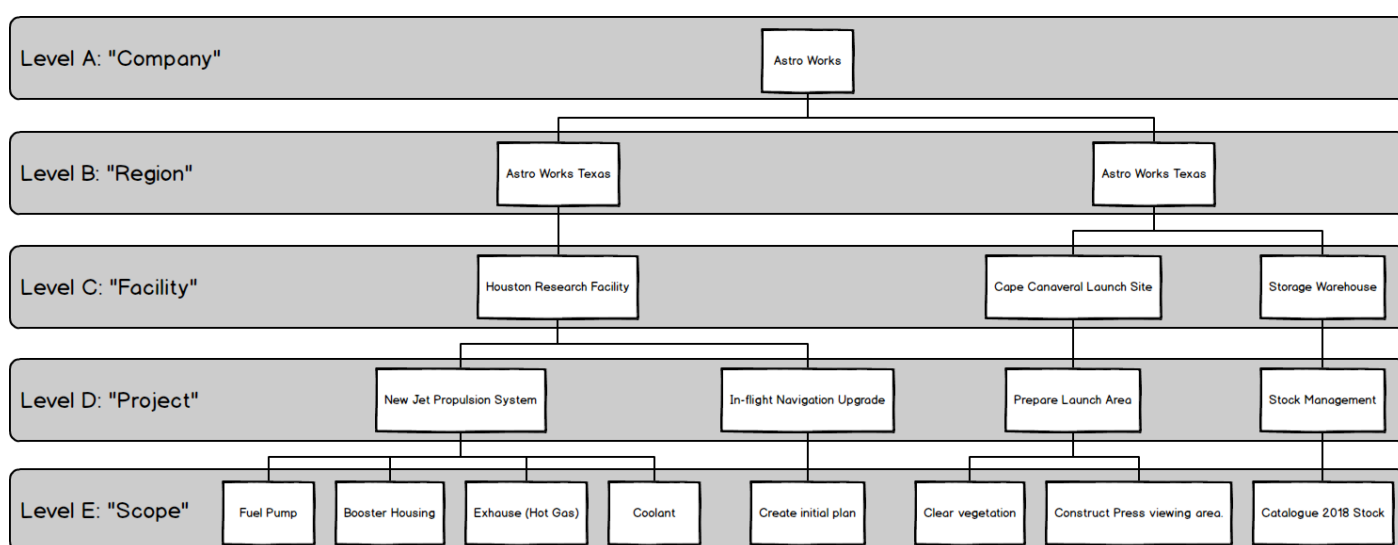 Level A: "Company"
Astro Works
Level B: "Region"
Astro Works Texas
Astro Works Texas
Level C: "Facility"
Houston Research Facility
Cape Canaveral Launch Site
Storage Warehouse
Level D: "Project"
New Jet Propulsion System
In-flight Navigation Upgrade
Prepare Launch Area
Stock Management
Level E: "Scope"
Fuel Pump
Booster Housing
Exhause (Hot Gas)
Coolant
Create initial plan
Clear vegetation
Construct Press viewing area.
Catalogue 2018 Stock